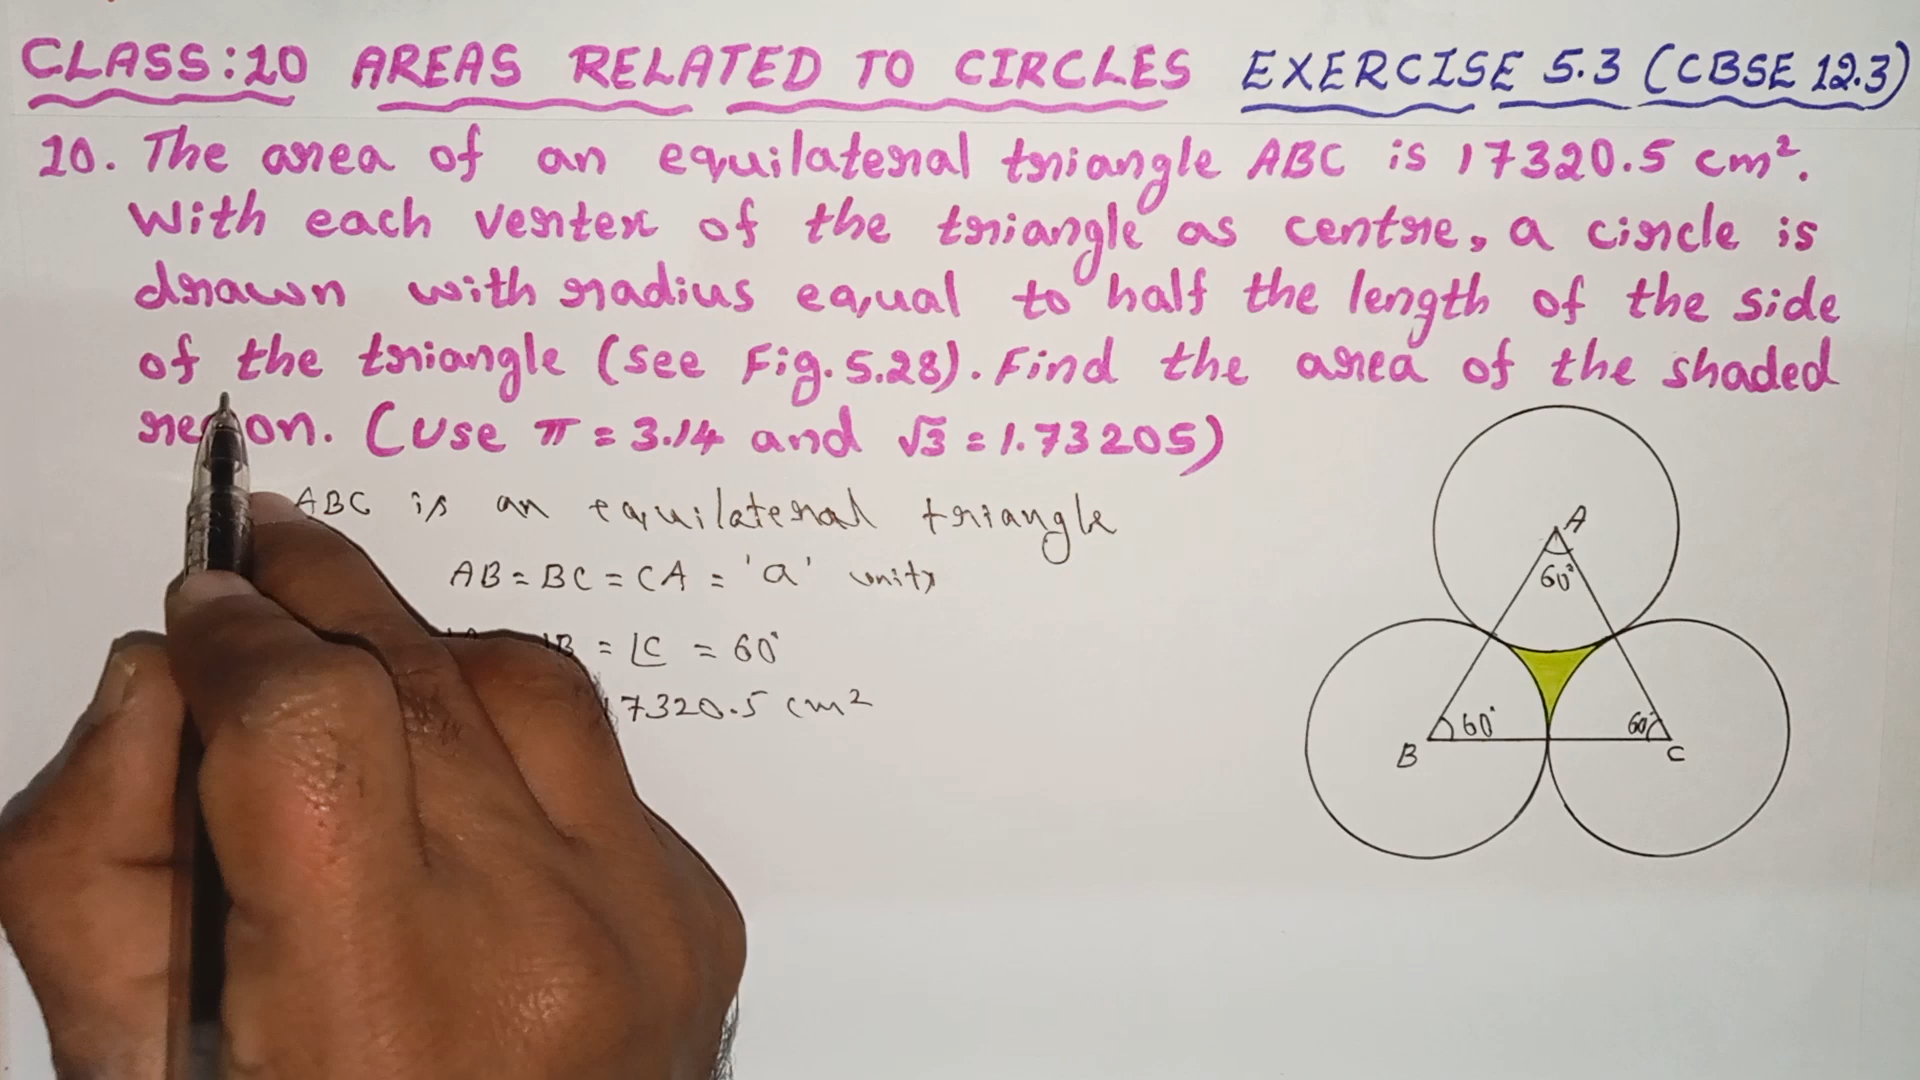 CLASS:10 AREAS RELATED TO CIRCLES EXERCISE 5.3 (CBSE 12.3)
10. The area of an equilateral triangle ABC is 17320.5 cm².
With each vertex of the triangle as centre, a circle is
drawn with radius equal to half the length of the side
of the triangle (see Fig. 5.28). Find the area of the shaded
region. (Use π = 3.14 and √3 = 1.73205)
ABC is an equilateral triangle
AB = BC = CA = 'a' units
B = ∠C = 60°
17320.5 cm²
A
60°
60°
60°
B
C